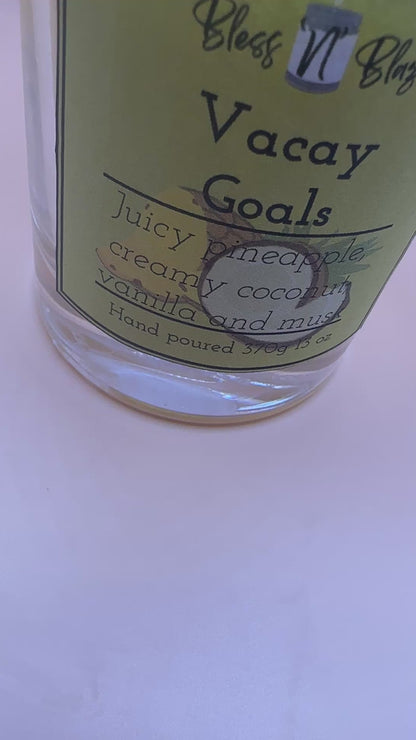 Bless 'N' Blaz
Vacay
Goals
Juicy pineapple,
creamy coconut,
vanilla and musk
Hand poured 370g 13 oz